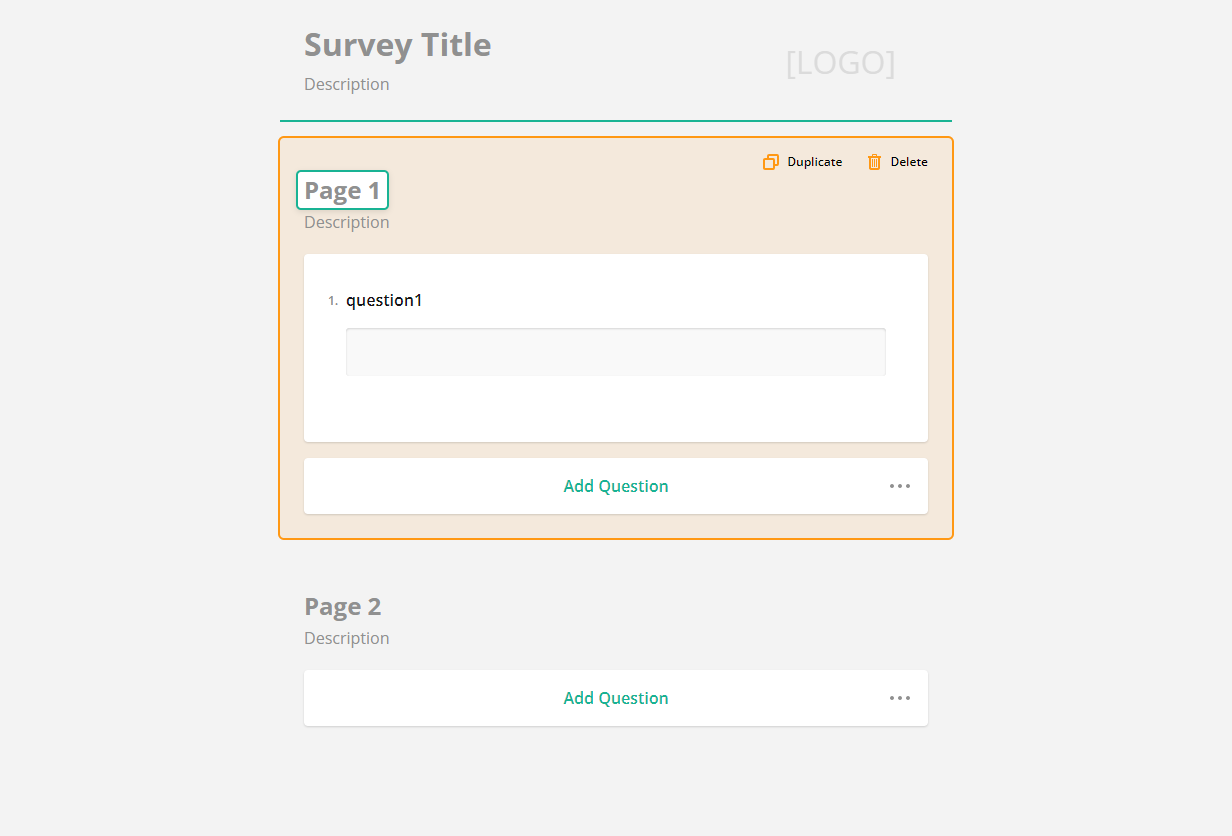 Survey Title
[LOGO]
Description
Duplicate
Delete
Page 1
Description
1. question1
Add Question
Page 2
Description
Add Question